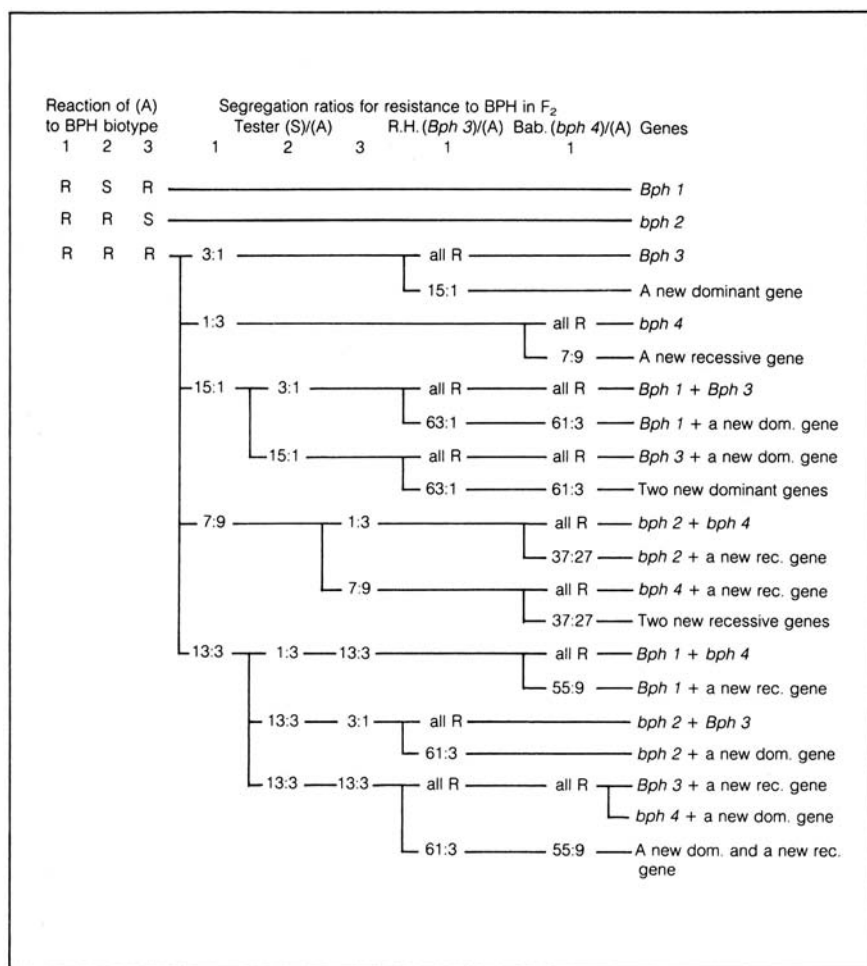 Reaction of (A) Segregation ratios for resistance to BPH in F2
to BPH biotype Tester (S)/(A) R.H. (Bph 3)/(A) Bab. (bph 4)/(A) Genes
1 2 3 1 2 3 1 1
R S R Bph 1
R R S bph 2
R R R 3:1 all R Bph 3
15:1 A new dominant gene
1:3 all R bph 4
7:9 A new recessive gene
15:1 3:1 all R all R Bph 1 + Bph 3
63:1 61:3 Bph 1 + a new dom. gene
15:1 all R all R Bph 3 + a new dom. gene
63:1 61:3 Two new dominant genes
7:9 1:3 all R bph 2 + bph 4
37:27 bph 2 + a new rec. gene
7:9 all R bph 4 + a new rec. gene
37:27 Two new recessive genes
13:3 1:3 13:3 all R Bph 1 + bph 4
55:9 Bph 1 + a new rec. gene
13:3 3:1 all R bph 2 + Bph 3
61:3 bph 2 + a new dom. gene
13:3 13:3 all R all R Bph 3 + a new rec. gene
bph 4 + a new dom. gene
61:3 55:9 A new dom. and a new rec.
gene